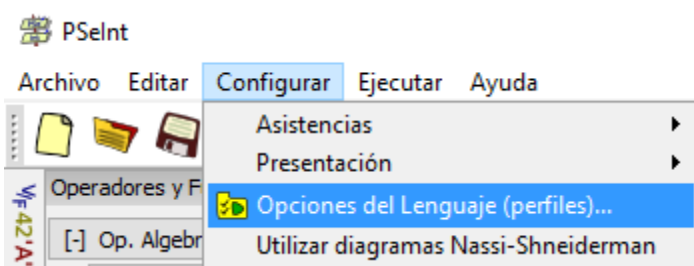 PSeInt
Archivo Editar Configurar Ejecutar Ayuda
Asistencias
Presentación
Operadores y F
Opciones del Lenguaje (perfiles)...
[-] Op. Algebr
Utilizar diagramas Nassi-Shneiderman
V/F 42 'A'